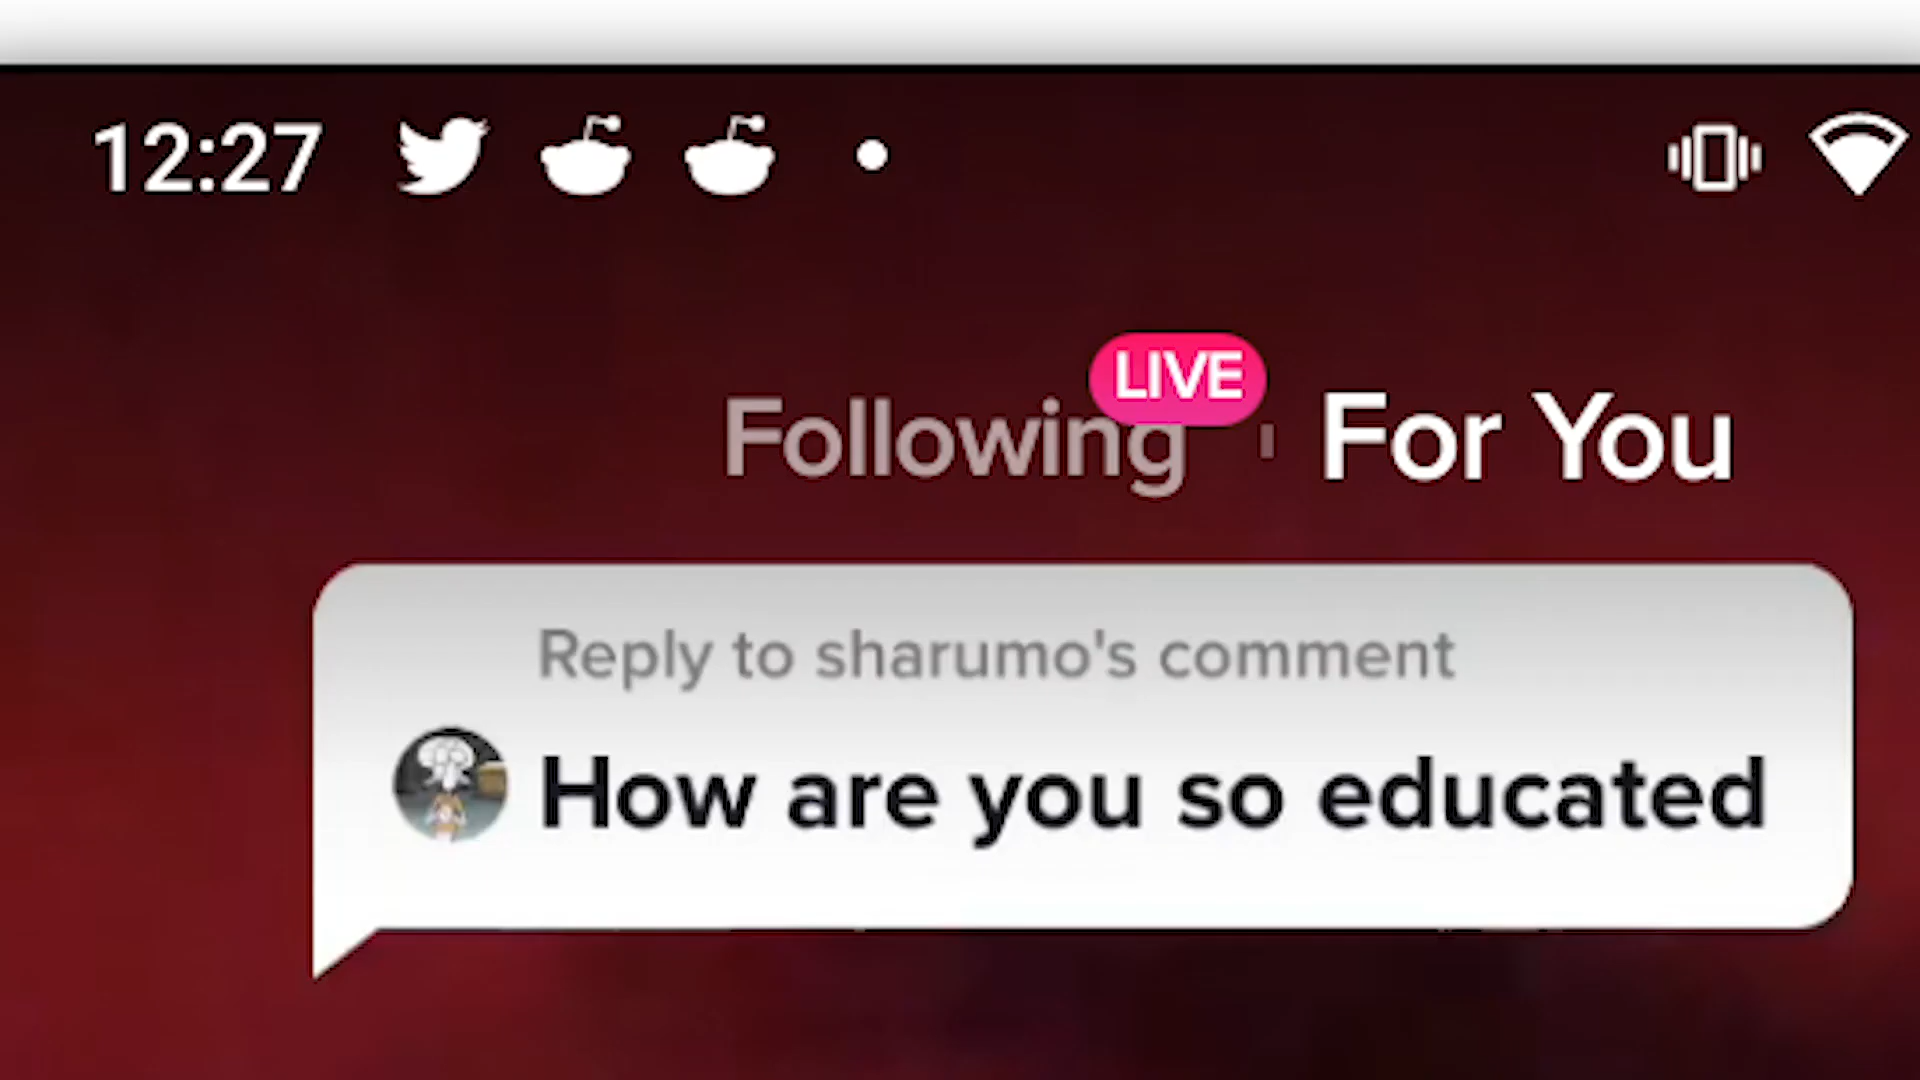 12:27
LIVE
Following
For You
Reply to sharumo's comment
How are you so educated